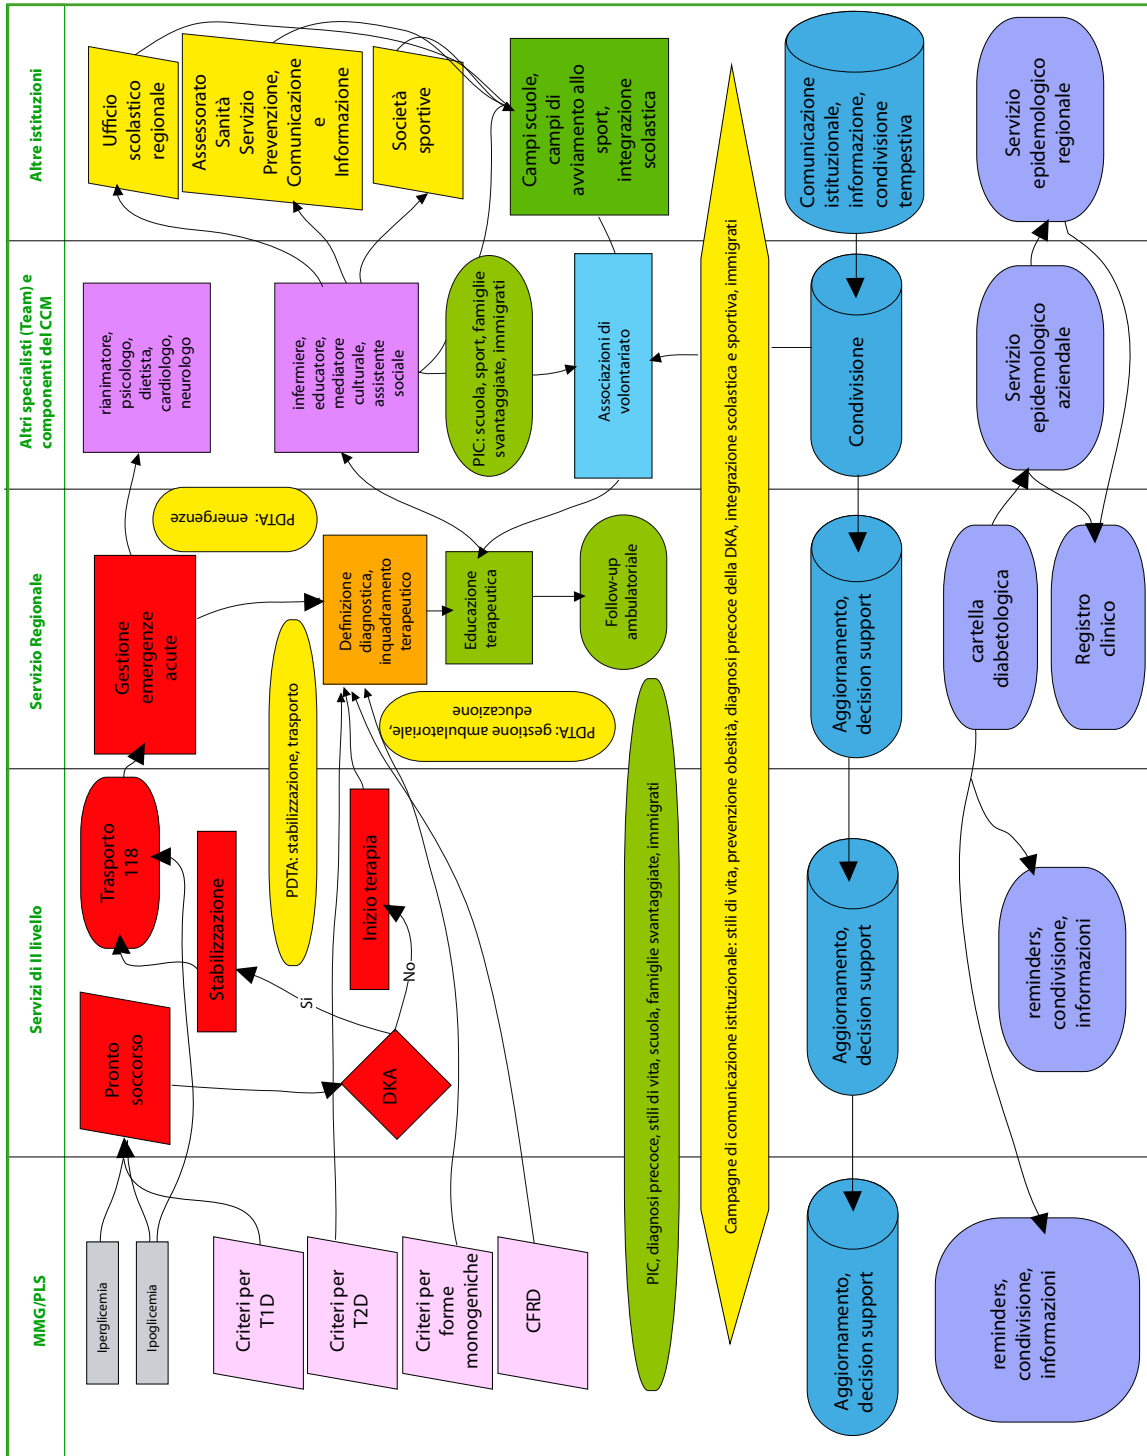 MMG/PLS
Servizi di II livello
Servizio Regionale
Altri specialisti (Team) e
componenti del CCM
Altre istituzioni
Iperglicemia
Ipoglicemia
Criteri per
T1D
Criteri per
T2D
Criteri per
forme
monogeniche
CFRD
Pronto
soccorso
Trasporto
118
Stabilizzazione
Si
No
DKA
Inizio terapia
Gestione
emergenze
acute
PDTA: emergenze
PDTA: stabilizzazione, trasporto
Definizione
diagnostica,
inquadramento
terapeutico
PDTA: gestione ambulatoriale,
educazione
Educazione
terapeutica
Follow-up
ambulatoriale
rianimatore,
psicologo,
dietista,
cardiologo,
neurologo
infermiere,
educatore,
mediatore
culturale,
assistente
sociale
PIC: scuola, sport, famiglie
svantaggiate, immigrati
Associazioni di
volontariato
Ufficio
scolastico
regionale
Assessorato
Sanità
Servizio
Prevenzione,
Comunicazione
e
Informazione
Società
sportive
Campi scuole,
campi di
avviamento allo
sport,
integrazione
scolastica
PIC, diagnosi precoce, stili di vita, scuola, famiglie svantaggiate, immigrati
Campagne di comunicazione istituzionale: stili di vita, prevenzione obesità, diagnosi precoce della DKA, integrazione scolastica e sportiva, immigrati
Aggiornamento,
decision support
Aggiornamento,
decision support
Aggiornamento,
decision support
Condivisione
Comunicazione
istituzionale,
informazione,
condivisione
tempestiva
reminders,
condivisione,
informazioni
reminders,
condivisione,
informazioni
cartella
diabetologica
Registro
clinico
Servizio
epidemologico
aziendale
Servizio
epidemologico
regionale